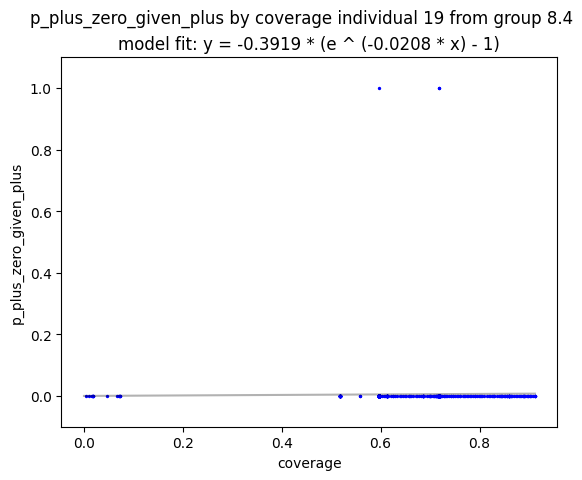 p_plus_zero_given_plus by coverage individual 19 from group 8.4
model fit: y = -0.3919 * (e ^ (-0.0208 * x) - 1)
1.0
0.8
0.6
0.4
0.2
0.0
p_plus_zero_given_plus
0.0 0.2 0.4 0.6 0.8
coverage